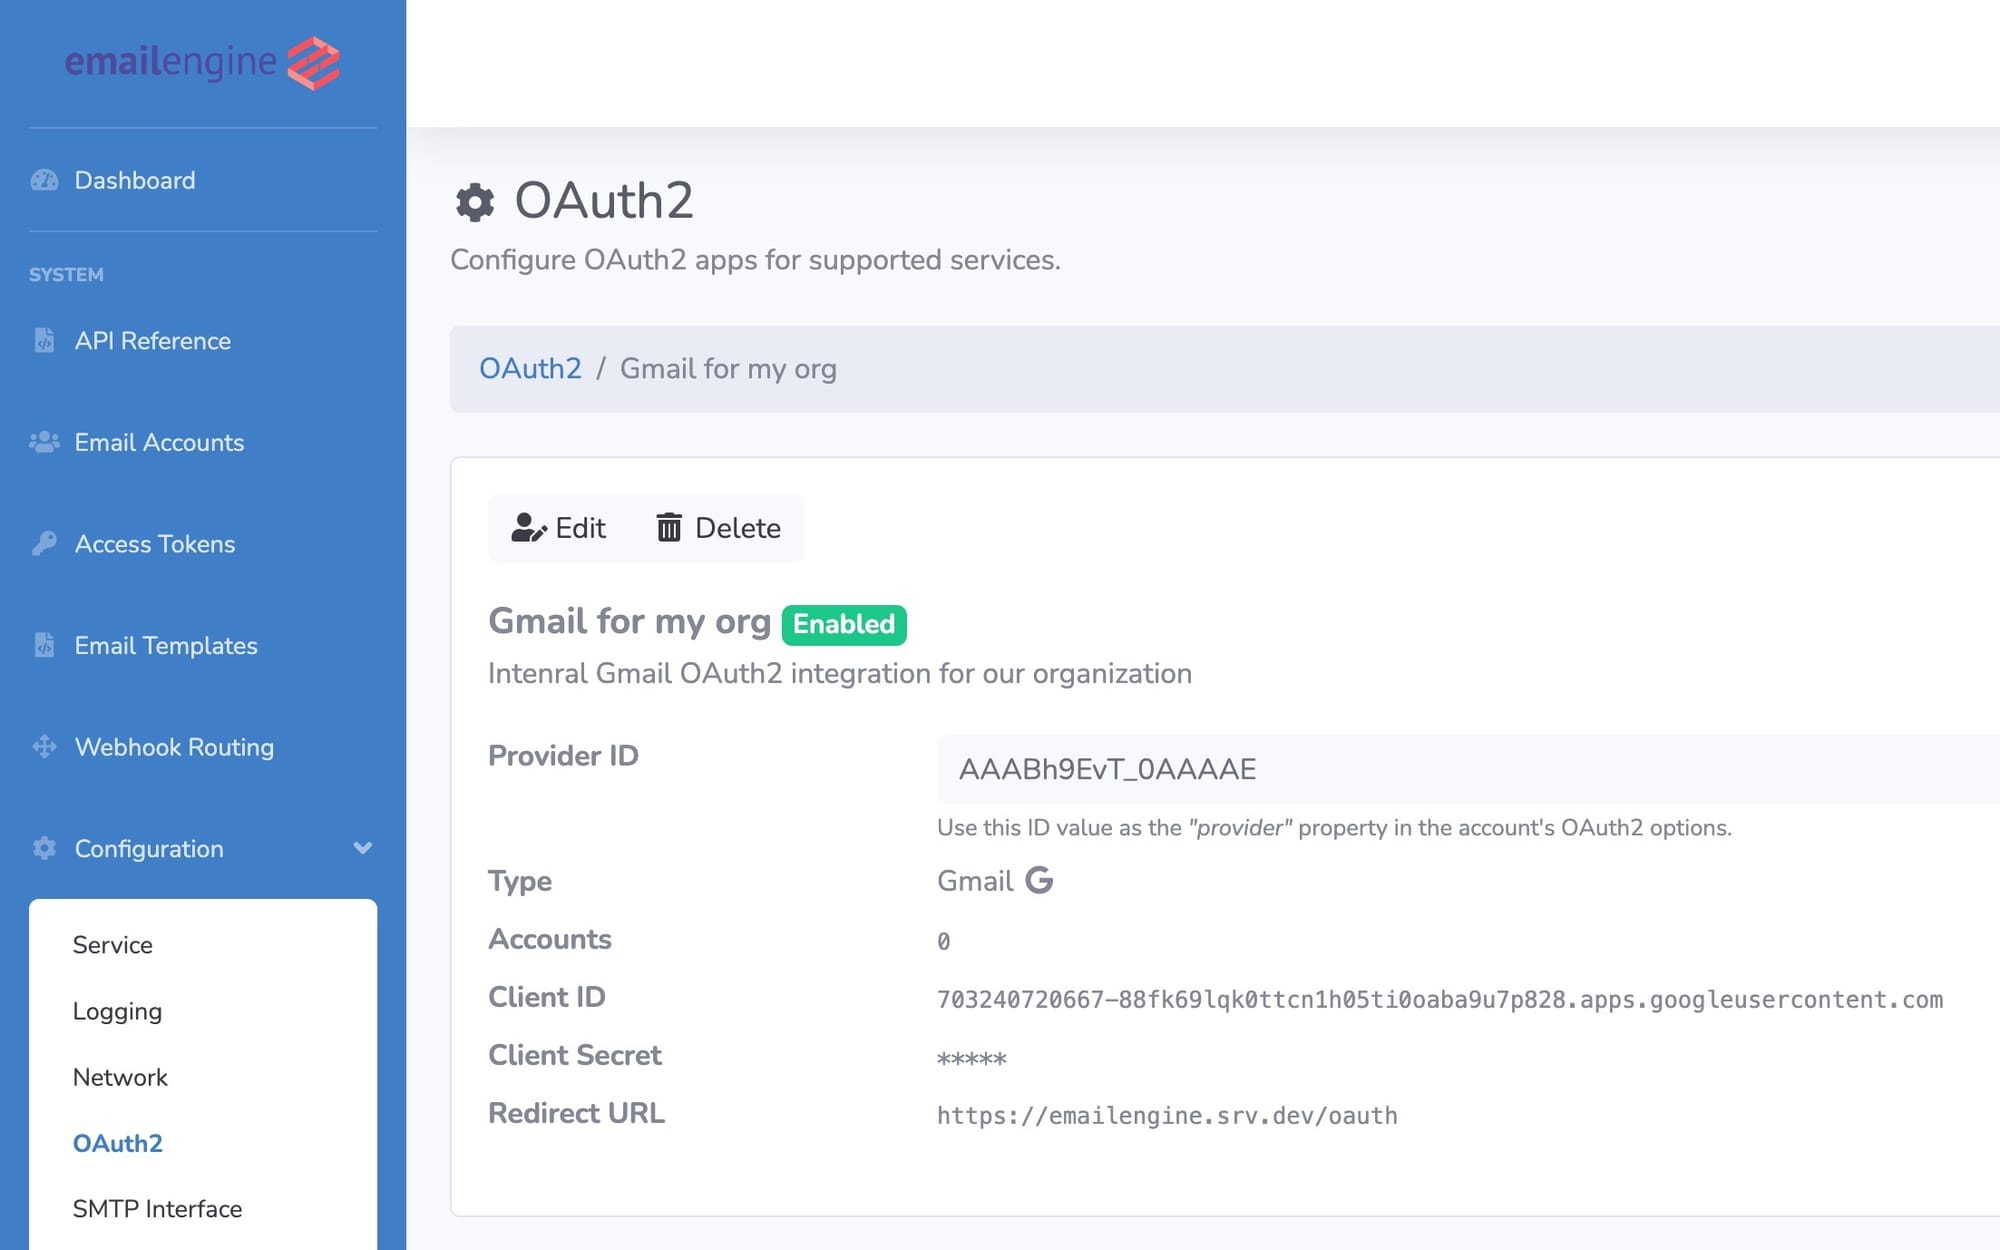 emailengine
Dashboard
SYSTEM
API Reference
Email Accounts
Access Tokens
Email Templates
Webhook Routing
Configuration
Service
Logging
Network
OAuth2
SMTP Interface
OAuth2
Configure OAuth2 apps for supported services.
OAuth2 / Gmail for my org
Edit Delete
Gmail for my org Enabled
Intenral Gmail OAuth2 integration for our organization
Provider ID AAABh9EvT_0AAAAE
Use this ID value as the "provider" property in the account's OAuth2 options.
Type Gmail
Accounts 0
Client ID 703240720667-88fk69lqk0ttcn1h05ti0oaba9u7p828.apps.googleusercontent.com
Client Secret *****
Redirect URL https://emailengine.srv.dev/oauth